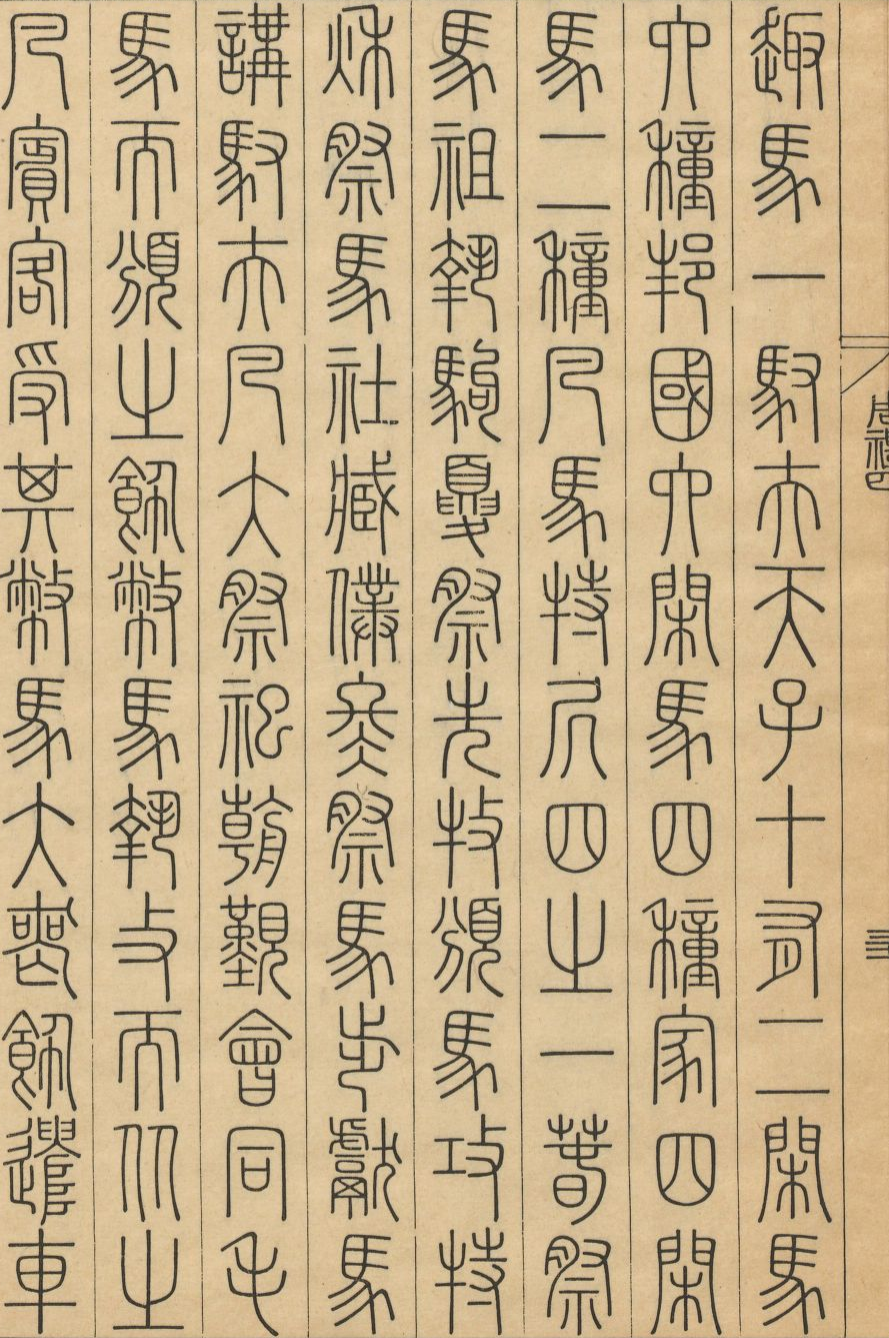 周禮四
趣馬一馭夫天子十有二閑馬
六種邦國六閑馬四種家四閑
馬二種凡馬特凥四之一春祭
馬祖執駒夏祭先牧頒馬攻特
秋祭馬社臧僕冬祭馬步獻馬
講馭夫凡大祭祀朝覲會同毛
馬而頒之飾幣馬執攴而从之
凡賓客受其幣馬大喪飾遣車